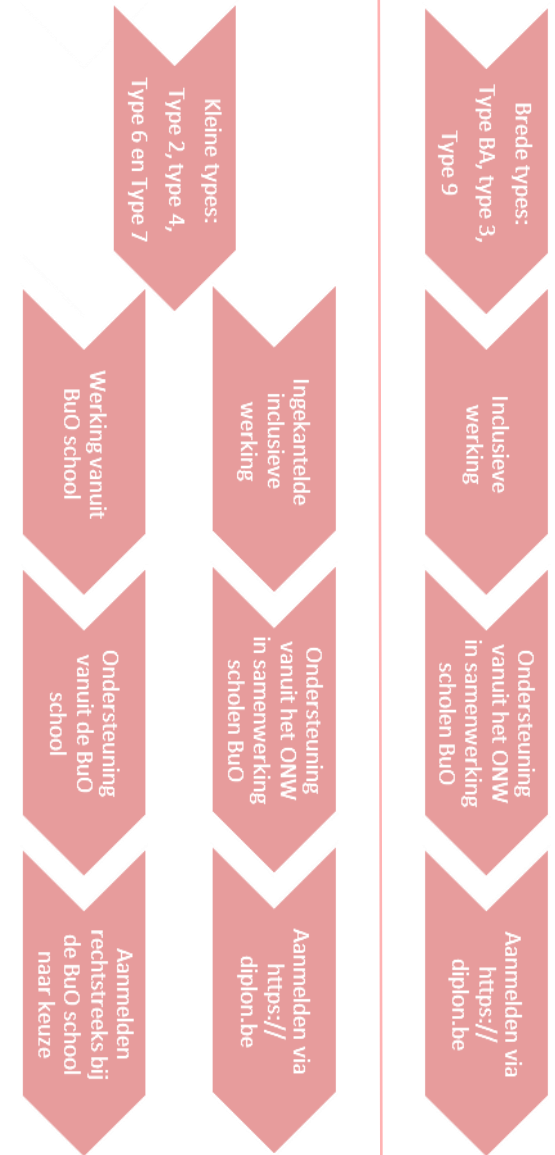 Brede types:
Type BA, type 3,
Type 9
Inclusieve
werking
Ondersteuning
vanuit het ONW
in samenwerking
scholen BuO
Aanmelden via
https://
diplon.be
Kleine types:
Type 2, type 4,
Type 6 en Type 7
Ingekantelde
inclusieve
werking
Ondersteuning
vanuit het ONW
in samenwerking
scholen BuO
Aanmelden via
https://
diplon.be
Werking vanuit
BuO school
Ondersteuning
vanuit de BuO
school
Aanmelden
rechtstreeks bij
de BuO school
naar keuze